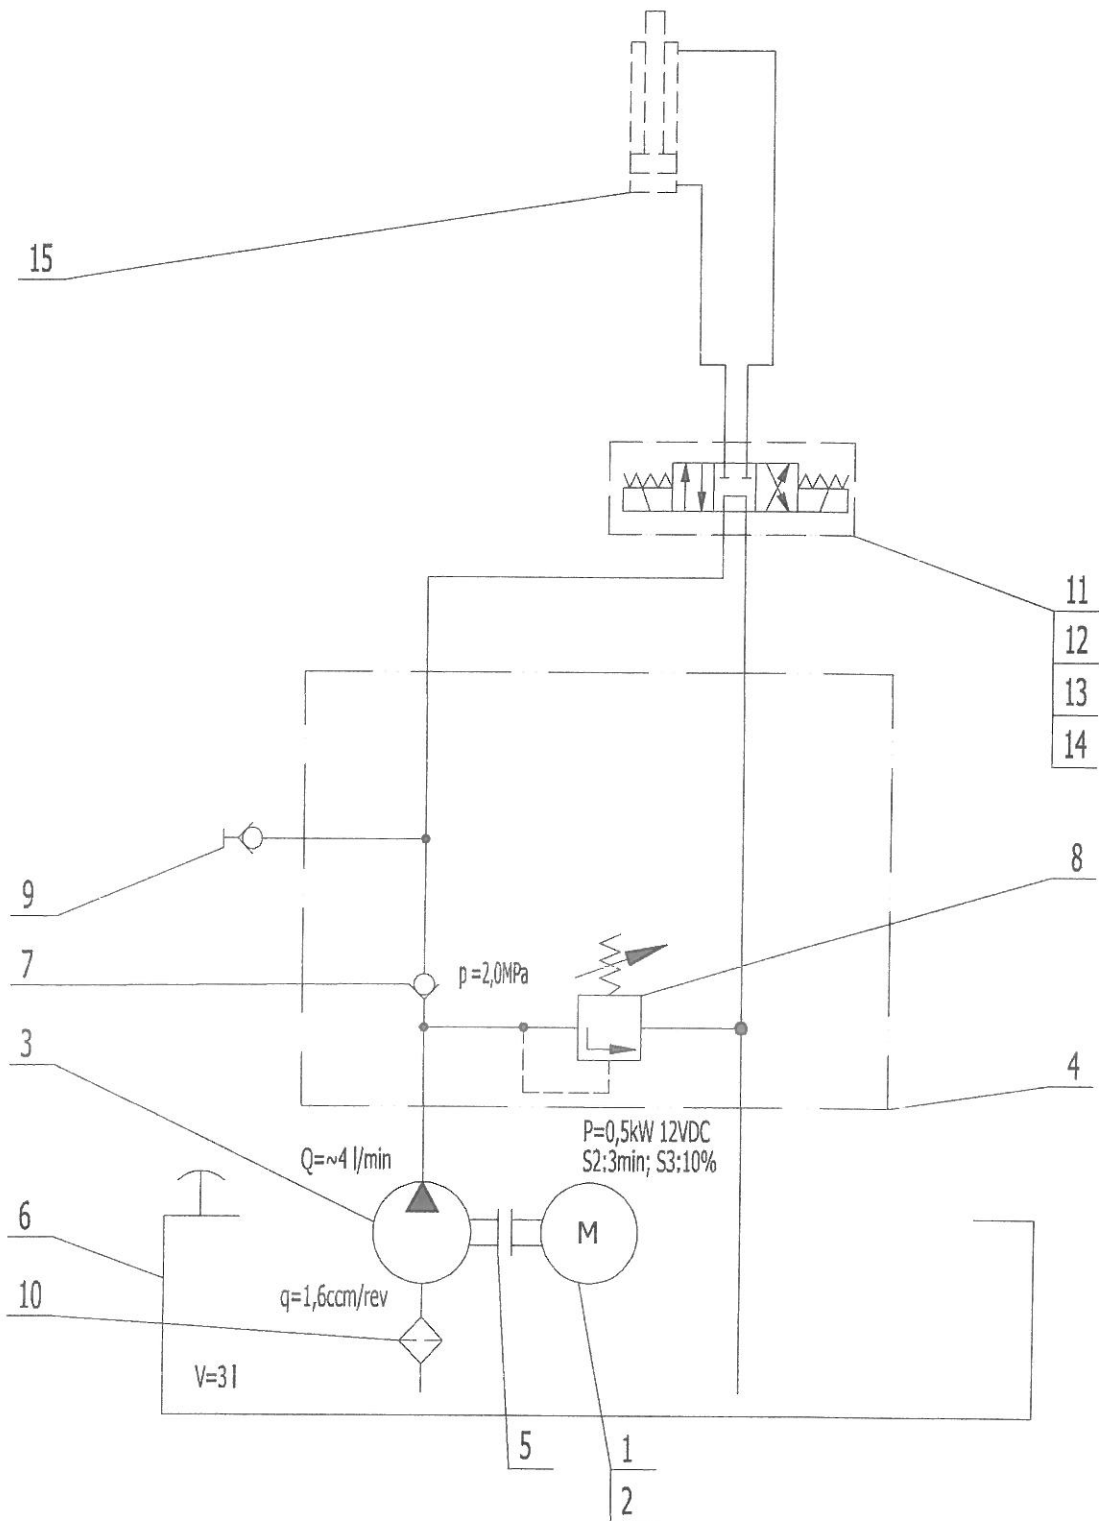 15
11
12
13
14
9
8
7
p=2,0MPa
3
4
P=0,5kW 12VDC
S2:3min; S3:10%
Q=~4 l/min
6
M
10
q=1,6ccm/rev
V=3 l
5
1
2